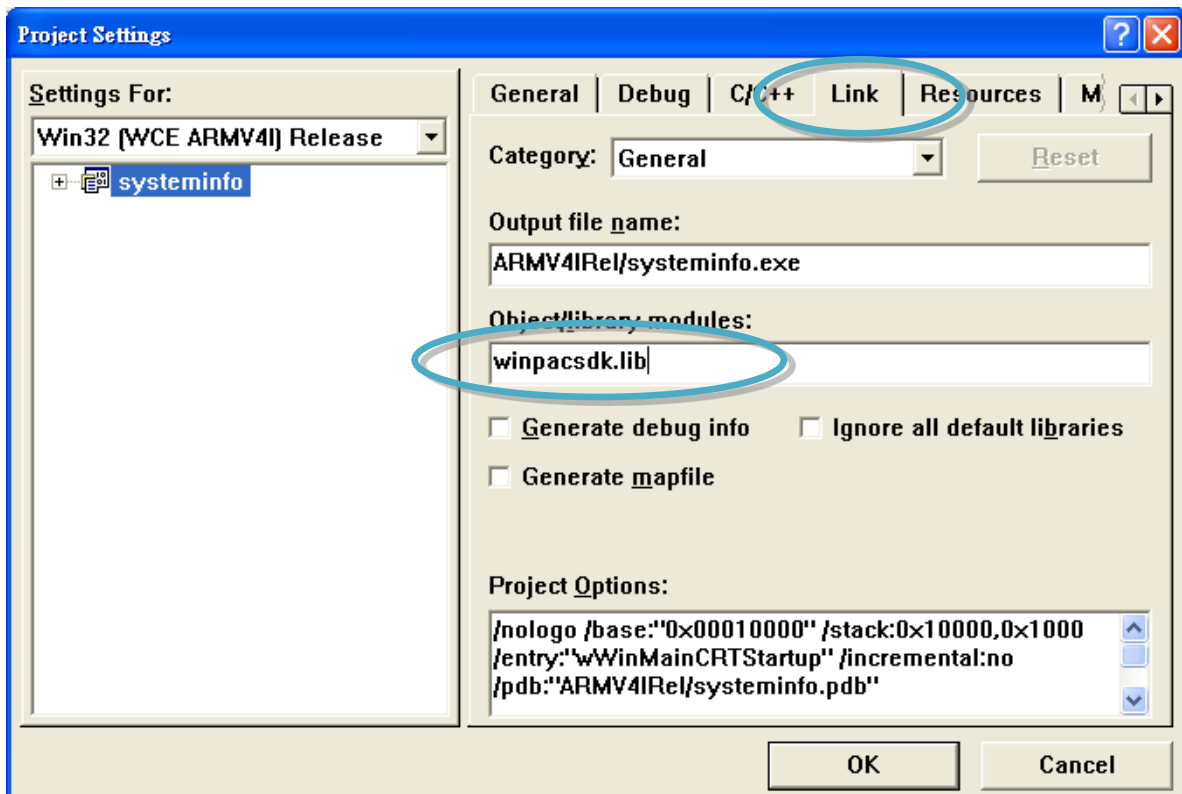 Project Settings
Settings For:
Win32 (WCE ARMV4I) Release
systeminfo
General Debug C/C++ Link Resources M
Category: General Reset
Output file name:
ARMV4IRel/systeminfo.exe
Object/library modules:
winpacsdk.lib
Generate debug info Ignore all default libraries
Generate mapfile
Project Options:
/nologo /base:"0x00010000" /stack:0x10000,0x1000
/entry:"wWinMainCRTStartup" /incremental:no
/pdb:"ARMV4IRel/systeminfo.pdb"
OK Cancel